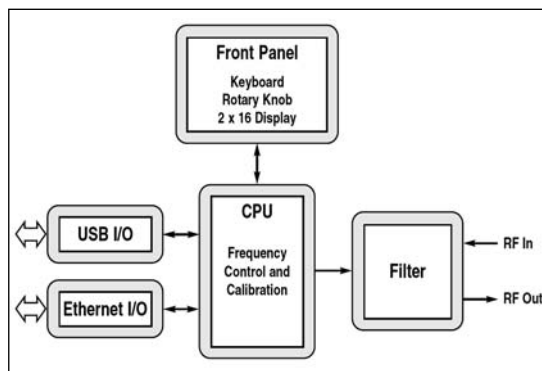 Front Panel
Keyboard
Rotary Knob
2 x 16 Display
CPU
Frequency
Control and
Calibration
USB I/O
Ethernet I/O
Filter
RF In
RF Out